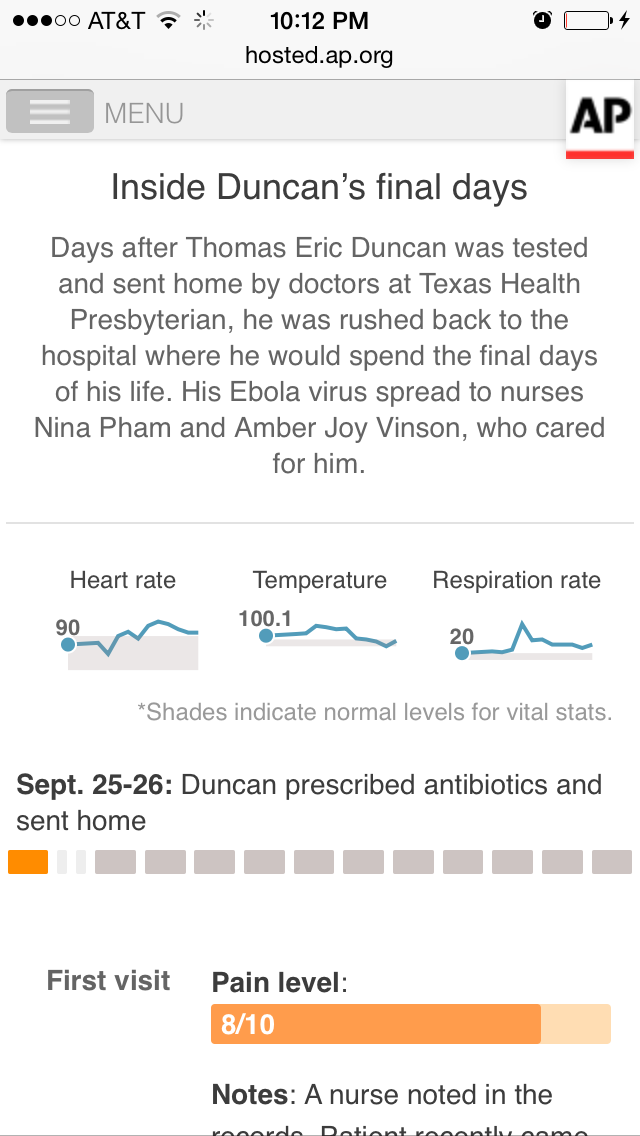 AT&T 10:12 PM
hosted.ap.org
MENU
AP
Inside Duncan’s final days
Days after Thomas Eric Duncan was tested
and sent home by doctors at Texas Health
Presbyterian, he was rushed back to the
hospital where he would spend the final days
of his life. His Ebola virus spread to nurses
Nina Pham and Amber Joy Vinson, who cared
for him.
Heart rate Temperature Respiration rate
90 100.1 20
*Shades indicate normal levels for vital stats.
Sept. 25-26: Duncan prescribed antibiotics and
sent home
First visit Pain level:
8/10
Notes: A nurse noted in the
records, Patient recently came